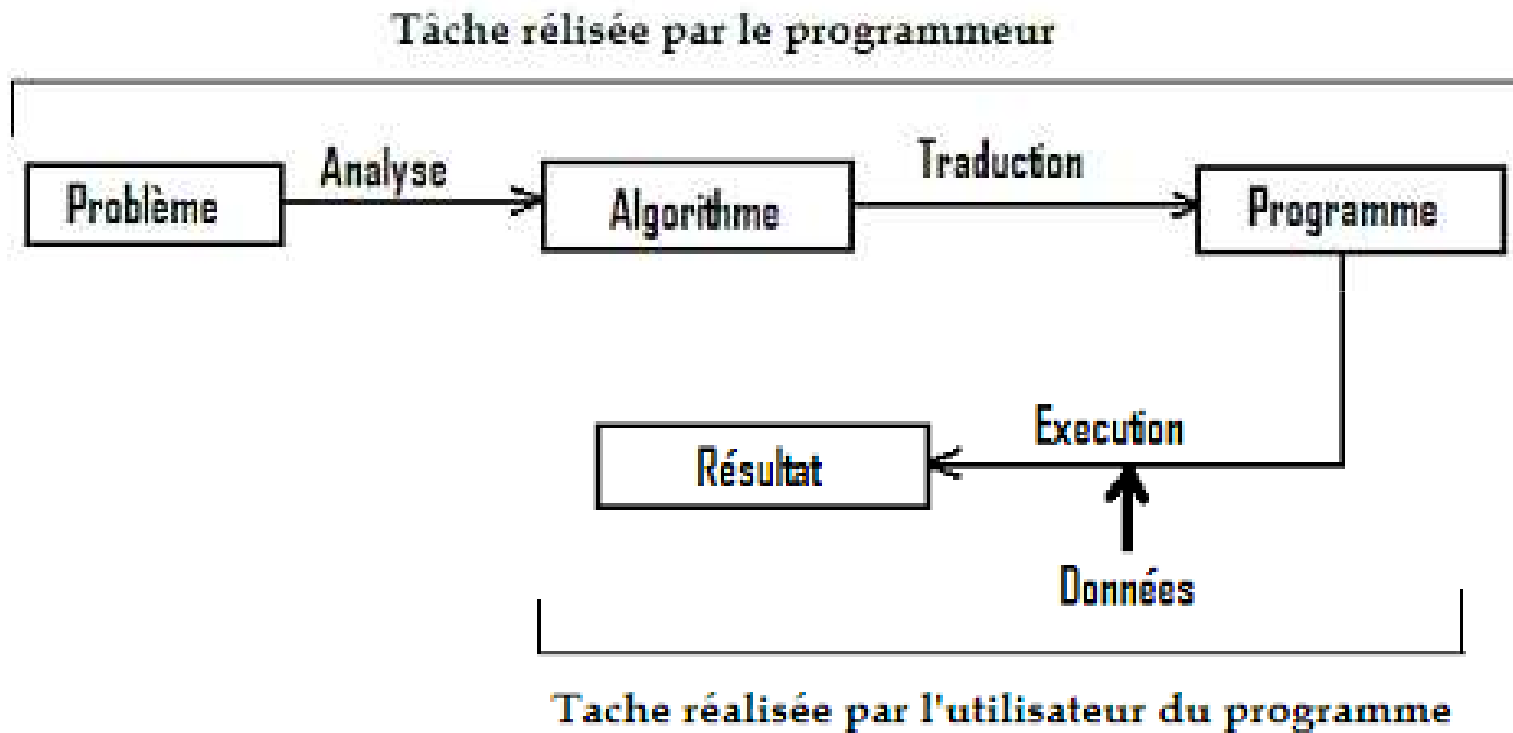 Tâche rélisée par le programmeur
Analyse
Traduction
Problème
Algorithme
Programme
Execution
Résultat
Données
Tache réalisée par l'utilisateur du programme